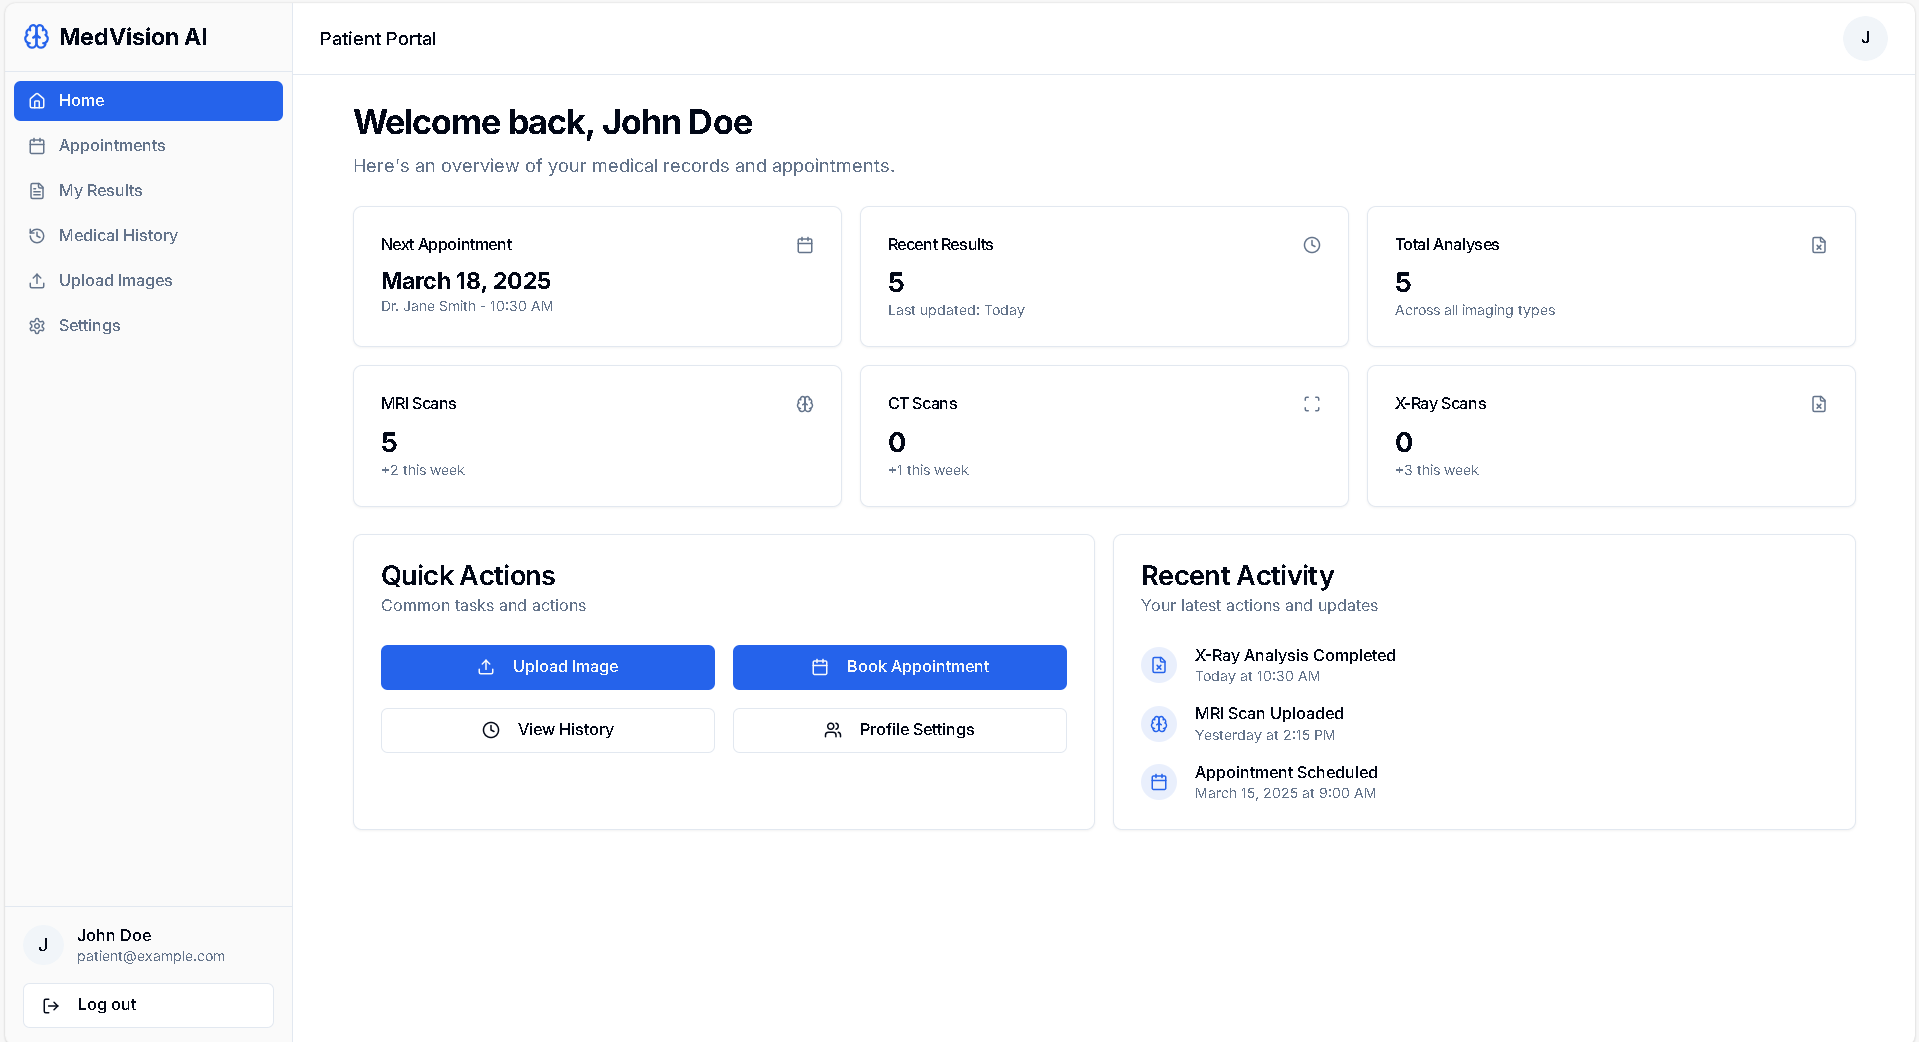 MedVision AI
Home
Appointments
My Results
Medical History
Upload Images
Settings
John Doe
J
patient@example.com
Log out
Patient Portal
J
Welcome back, John Doe
Here's an overview of your medical records and appointments.
Next Appointment
March 18, 2025
Dr. Jane Smith - 10:30 AM
Recent Results
5
Last updated: Today
Total Analyses
5
Across all imaging types
MRI Scans
5
+2 this week
CT Scans
0
+1 this week
X-Ray Scans
0
+3 this week
Quick Actions
Common tasks and actions
Upload Image
Book Appointment
View History
Profile Settings
Recent Activity
Your latest actions and updates
X-Ray Analysis Completed
Today at 10:30 AM
MRI Scan Uploaded
Yesterday at 2:15 PM
Appointment Scheduled
March 15, 2025 at 9:00 AM